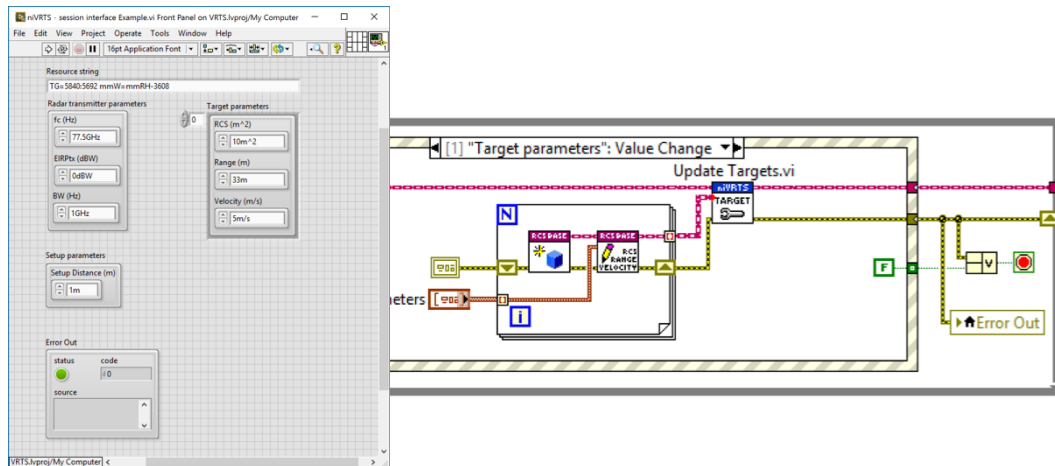 niVRTS - session interface Example.vi Front Panel on VRTS.lvproj/My Computer
File Edit View Project Operate Tools Window Help
16pt Application Font
1
Resource string
TG=5840:5692 mmW=mmRH-3608
Radar transmitter parameters
fc (Hz)
77.5GHz
EIRPtx (dBW)
0dBW
BW (Hz)
1GHz
Target parameters
0
RCS (m^2)
10m^2
Range (m)
33m
Velocity (m/s)
5m/s
Setup parameters
Setup Distance (m)
1m
Error Out
status code
0
source
VRTS.lvproj/My Computer
[1] "Target parameters": Value Change
Update Targets.vi
niVRTS
TARGET
N
RCS BASE
RCS BASE
RCS
RANGE
VELOCITY
eters
i
F
V
Error Out